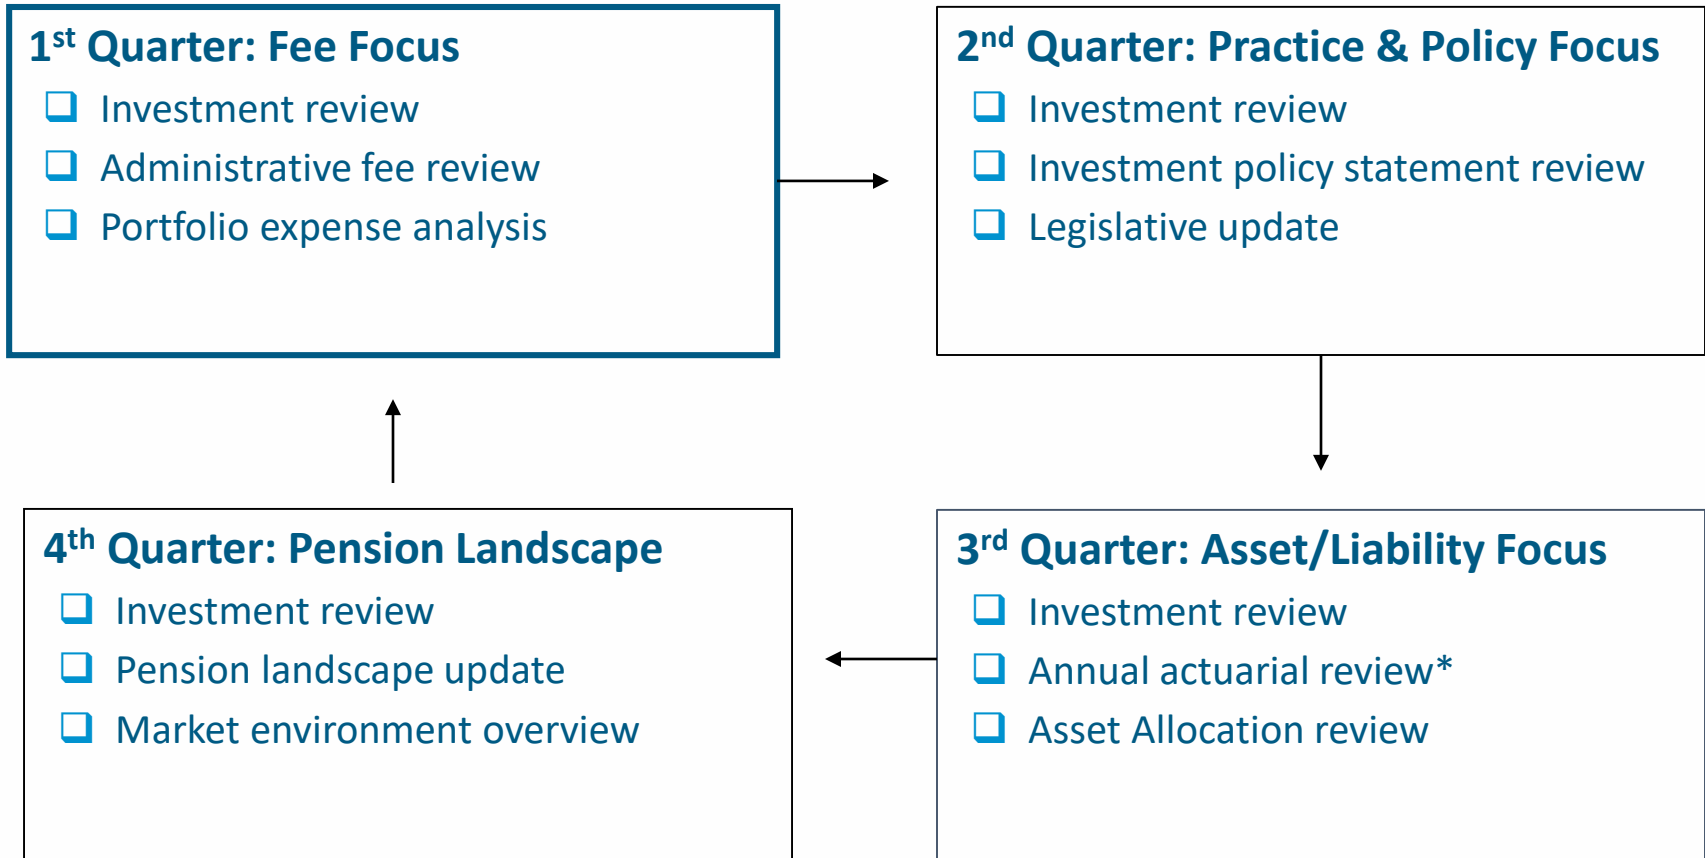 1st Quarter: Fee Focus
Investment review
Administrative fee review
Portfolio expense analysis
2nd Quarter: Practice & Policy Focus
Investment review
Investment policy statement review
Legislative update
4th Quarter: Pension Landscape
Investment review
Pension landscape update
Market environment overview
3rd Quarter: Asset/Liability Focus
Investment review
Annual actuarial review*
Asset Allocation review